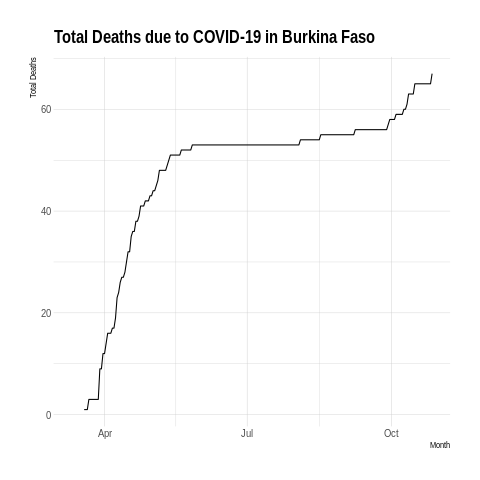 Total Deaths due to COVID-19 in Burkina Faso
Total Deaths
60
40
20
0
Apr
Jul
Oct
Month